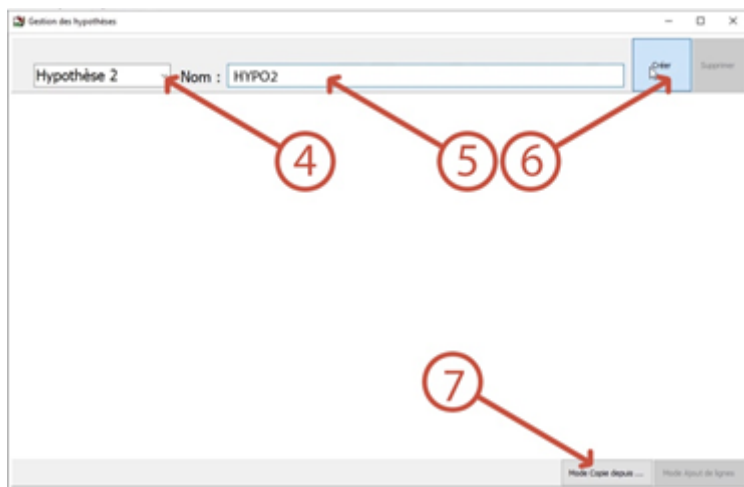 Gestion des hypothèses
Hypothèse 2 Nom : HYPO2 Créer Supprimer
4 5 6
7
Mode Copie depuis ... Mode Ajout de lignes